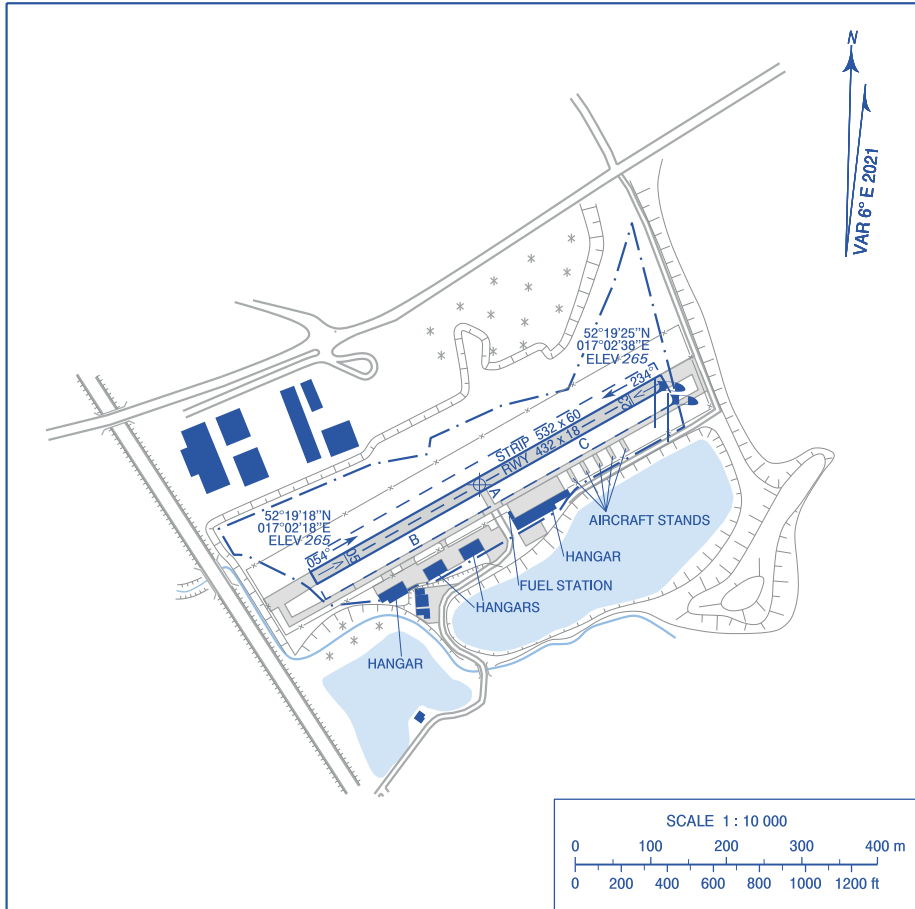 N
VAR 6° E 2021
52°19'25"N
017°02'38"E
ELEV 265
234°
23
STRIP 532 x 60
RWY 432 x 18
C
A
B
52°19'18"N
017°02'18"E
ELEV 265
054°
05
AIRCRAFT STANDS
HANGAR
FUEL STATION
HANGARS
HANGAR
SCALE 1 : 10 000
0 100 200 300 400 m
0 200 400 600 800 1000 1200 ft